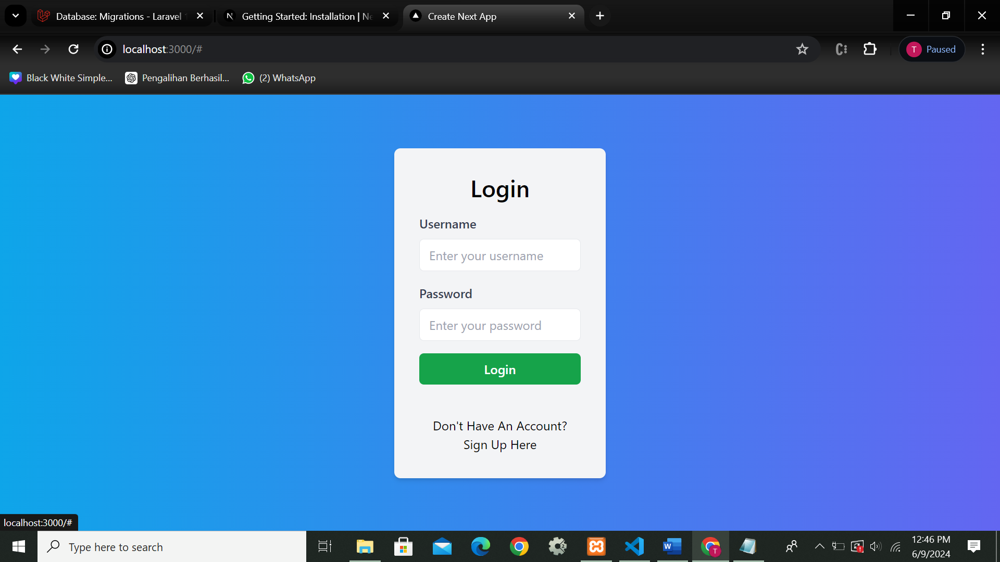 Database: Migrations - Laravel
Getting Started: Installation | Ne
Create Next App
localhost:3000/#
T
Paused
Black White Simple...
Pengalihan Berhasil...
(2) WhatsApp
Login
Username
Enter your username
Password
Enter your password
Login
Don't Have An Account?
Sign Up Here
localhost:3000/#
Type here to search
12:46 PM
6/9/2024